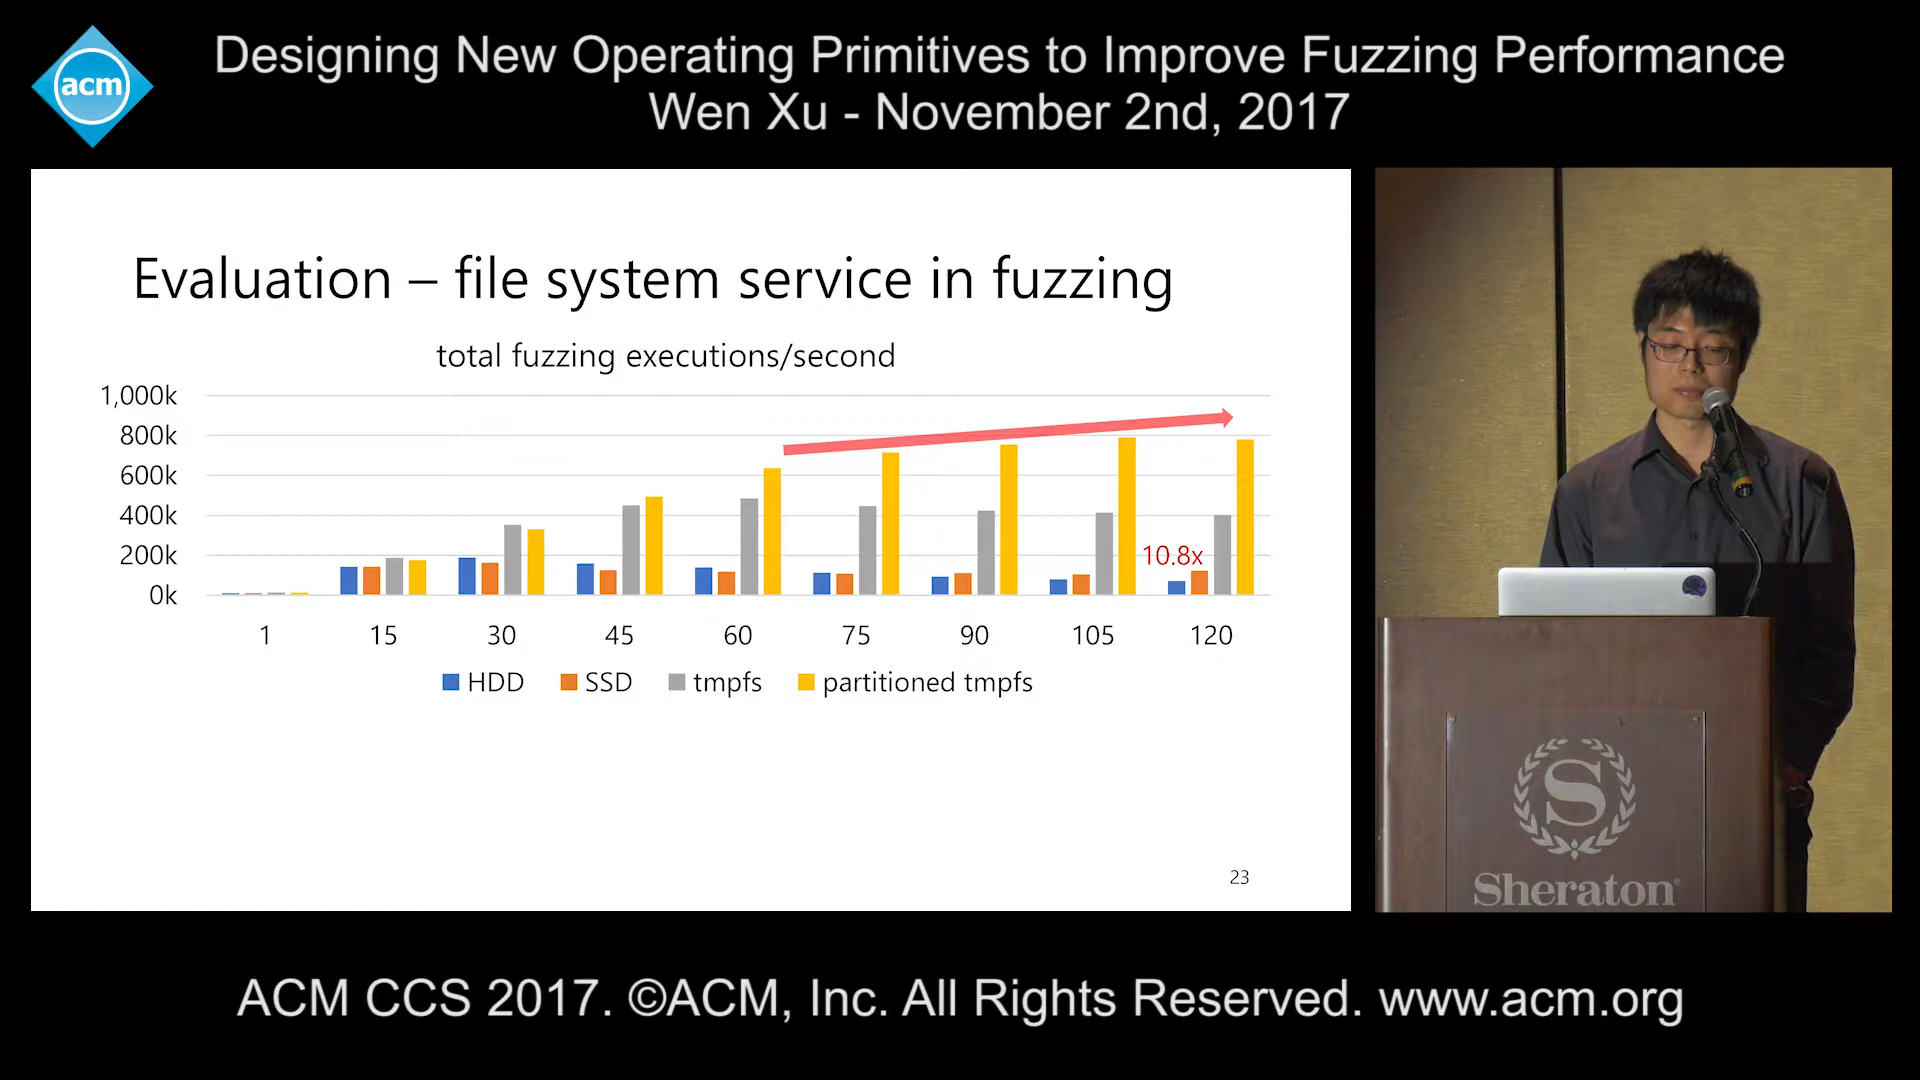 acm
Designing New Operating Primitives to Improve Fuzzing Performance
Wen Xu - November 2nd, 2017
Evaluation – file system service in fuzzing
total fuzzing executions/second
1,000k
800k
600k
400k
200k
0k
10.8x
1 15 30 45 60 75 90 105 120
HDD SSD tmpfs partitioned tmpfs
23
S
Sheraton
ACM CCS 2017. ©ACM, Inc. All Rights Reserved. www.acm.org